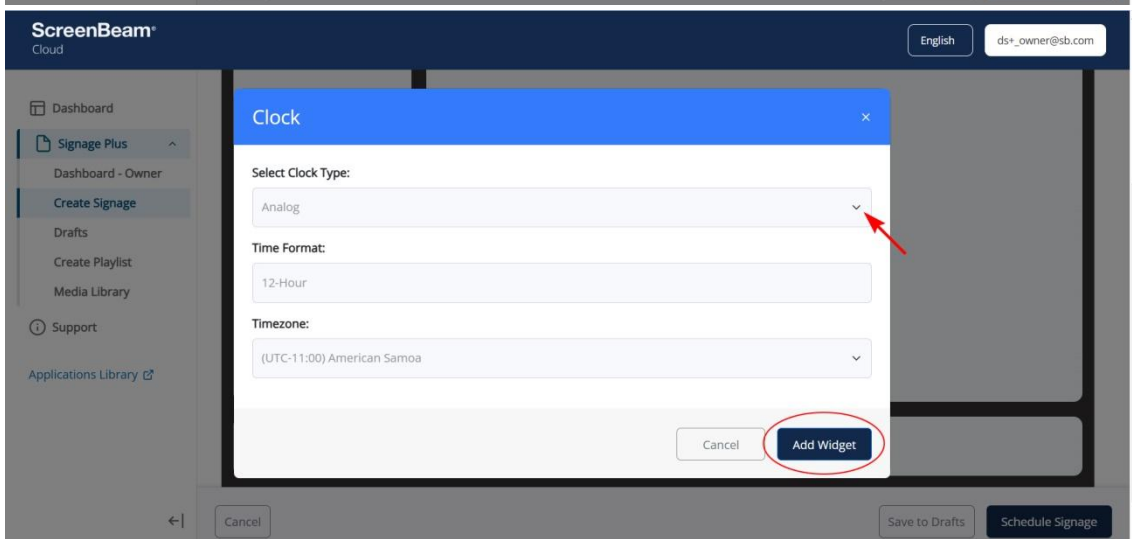 ScreenBeam®
Cloud
English
ds+_owner@sb.com
Dashboard
Signage Plus
Dashboard - Owner
Create Signage
Drafts
Create Playlist
Media Library
Support
Applications Library
Clock
Select Clock Type:
Analog
Time Format:
12-Hour
Timezone:
(UTC-11:00) American Samoa
Cancel
Add Widget
Cancel
Save to Drafts
Schedule Signage